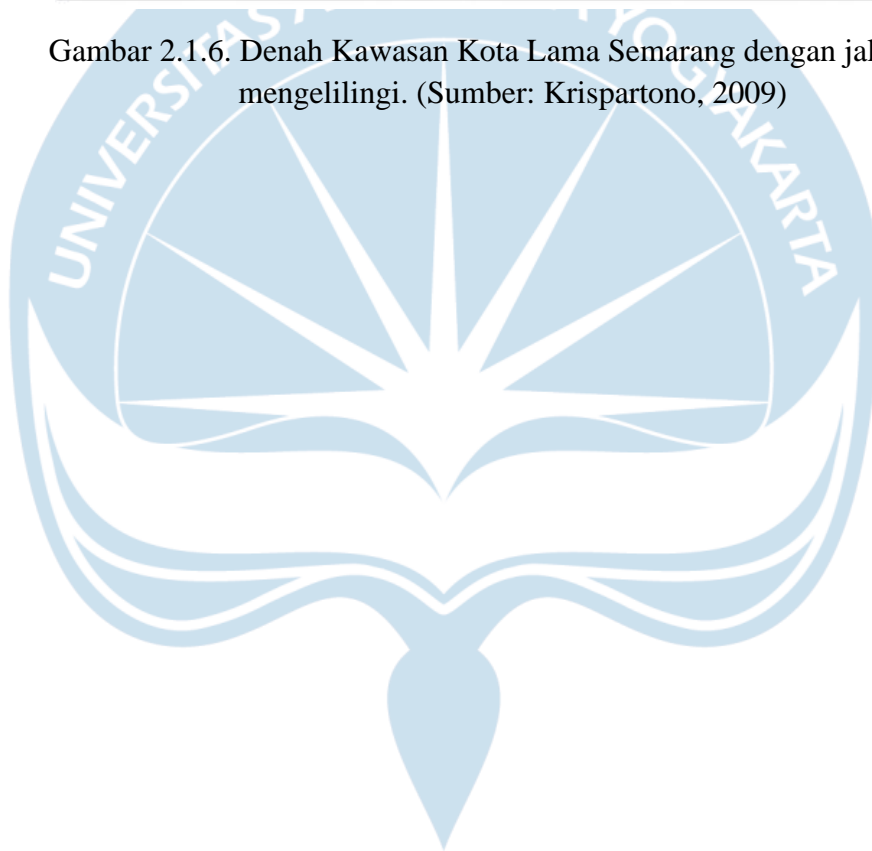 Gambar 2.1.6. Denah Kawasan Kota Lama Semarang dengan
mengelilingi. (Sumber: Krispartono, 2009)
UNIVERSITAS
YOGYAKARTA